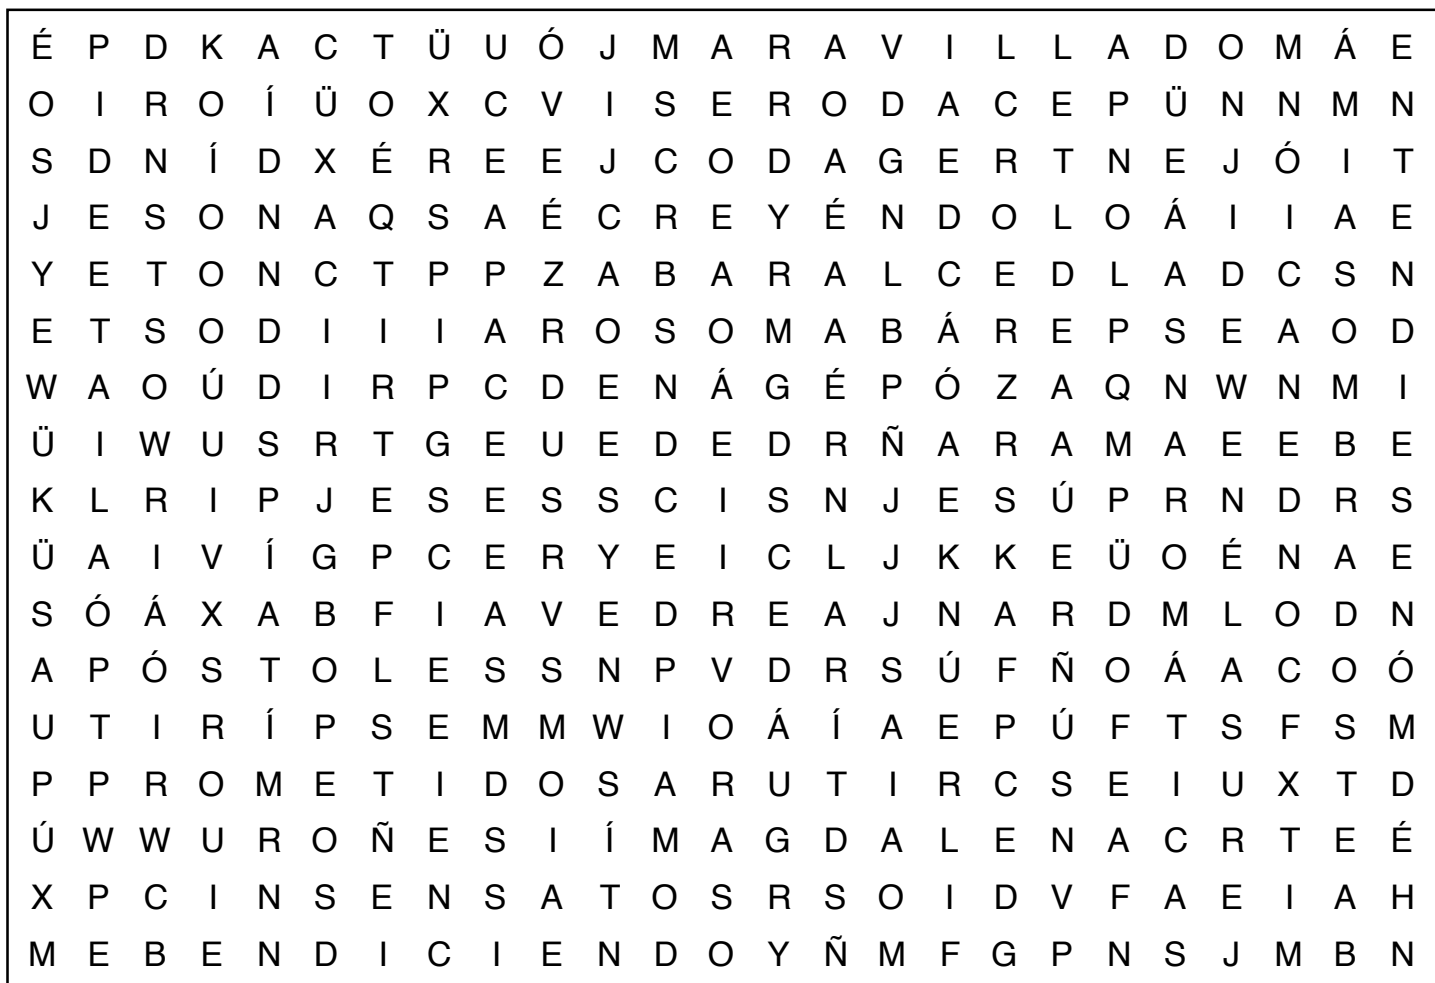 É P D K A C T Ü U Ó J M A R A V I L L A D O M Á E
O I R O Í Ü O X C V I S E R O D A C E P Ü N N M N
S D N Í D X É R E E J C O D A G E R T N E J Ó I T
J E S O N A Q S A É C R E Y É N D O L O Á I I A E
Y E T O N C T P P Z A B A R A L C E D L A D C S N
E T S O D I I I A R O S O M A B Á R E P S E A O D
W A O Ú D I R P C D E N Á G É P Ó Z A Q N W N M I
Ü I W U S R T G E U E D E D R Ñ A R A M A E E B E
K L R I P J E S E S S C I S N J E S Ú P R N D R S
Ü A I V Í G P C E R Y E I C L J K K E Ü O É N A E
S Ó Á X A B F I A V E D R E A J N A R D M L O D N
A P Ó S T O L E S S N P V D R S Ú F Ñ O Á A C O Ó
U T I R Í P S E M M W I O Á Í A E P Ú F T S F S M
P P R O M E T I D O S A R U T I R C S E I U X T D
Ú W W U R O Ñ E S I Í M A G D A L E N A C R T E É
X P C I N S E N S A T O S R S O I D V F A E I A H
M E B E N D I C I E N D O Y Ñ M F G P N S J M B N